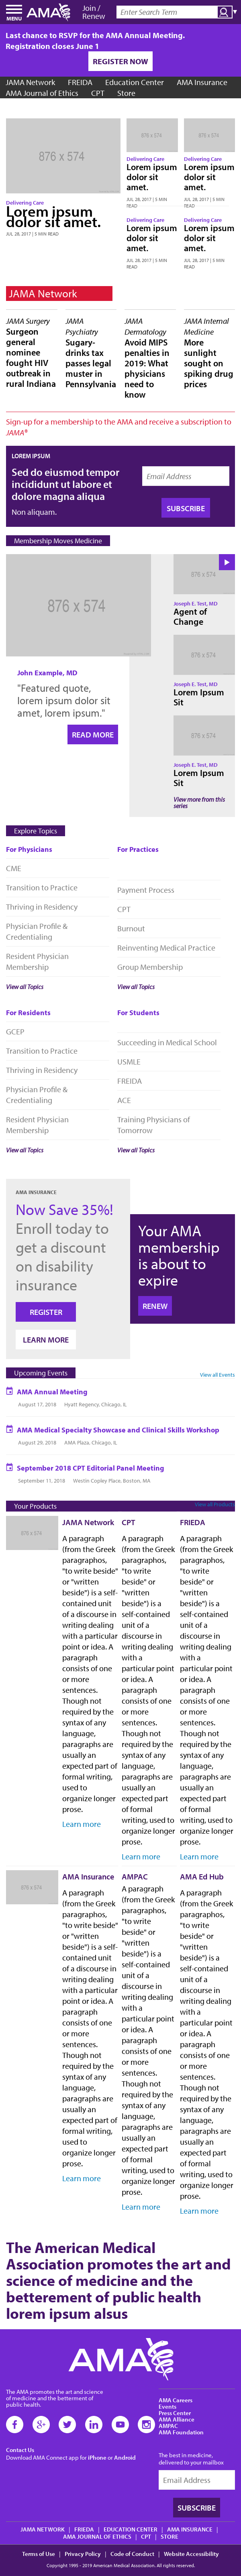 MENU
AMA
Join /
Renew
Enter Search Term
Last chance to RSVP for the AMA Annual Meeting.
Registration closes June 1
REGISTER NOW
JAMA Network FREIDA Education Center AMA Insurance
AMA Journal of Ethics CPT Store
876 x 574
Delivering Care
Lorem ipsum
dolor sit amet.
JUL 28, 2017 | 5 MIN READ
876 x 574
Delivering Care
Lorem ipsum
dolor sit
amet.
JUL 28, 2017 | 5 MIN
READ
876 x 574
Delivering Care
Lorem ipsum
dolor sit
amet.
JUL 28, 2017 | 5 MIN
READ
Delivering Care
Lorem ipsum
dolor sit
amet.
JUL 28, 2017 | 5 MIN
READ
Delivering Care
Lorem ipsum
dolor sit
amet.
JUL 28, 2017 | 5 MIN
READ
JAMA Network
JAMA Surgery
Surgeon
general
nominee
fought HIV
outbreak in
rural Indiana
JAMA
Psychiatry
Sugary-
drinks tax
passes legal
muster in
Pennsylvania
JAMA
Dermatology
Avoid MIPS
penalties in
2019: What
physicians
need to
know
JAMA Internal
Medicine
More
sunlight
sought on
spiking drug
prices
Sign-up for a membership to the AMA and receive a subscription to
JAMA®
LOREM IPSUM
Sed do eiusmod tempor
incididunt ut labore et
dolore magna aliqua
Non aliquam.
Email Address
SUBSCRIBE
Membership Moves Medicine
876 x 574
John Example, MD
"Featured quote,
lorem ipsum dolor sit
amet, lorem ipsum."
READ MORE
876 x 574
Joseph E. Test, MD
Agent of
Change
876 x 574
Joseph E. Test, MD
Lorem Ipsum
Sit
876 x 574
Joseph E. Test, MD
Lorem Ipsum
Sit
View more from this
series
Explore Topics
For Physicians
CME
Transition to Practice
Thriving in Residency
Physician Profile &
Credentialing
Resident Physician
Membership
View all Topics
For Practices
Payment Process
CPT
Burnout
Reinventing Medical Practice
Group Membership
View all Topics
For Residents
GCEP
Transition to Practice
Thriving in Residency
Physician Profile &
Credentialing
Resident Physician
Membership
View all Topics
For Students
Succeeding in Medical School
USMLE
FREIDA
ACE
Training Physicians of
Tomorrow
View all Topics
AMA INSURANCE
Now Save 35%!
Enroll today to
get a discount
on disability
insurance
REGISTER
LEARN MORE
Your AMA
membership
is about to
expire
RENEW
Upcoming Events
View all Events
AMA Annual Meeting
August 17, 2018 Hyatt Regency, Chicago, IL
AMA Medical Specialty Showcase and Clinical Skills Workshop
August 29, 2018 AMA Plaza, Chicago, IL
September 2018 CPT Editorial Panel Meeting
September 11, 2018 Westin Copley Place, Boston, MA
Your Products
View all Products
876 x 574
JAMA Network
A paragraph
(from the Greek
paragraphos,
"to write beside"
or "written
beside") is a self-
contained unit
of a discourse in
writing dealing
with a particular
point or idea. A
paragraph
consists of one
or more
sentences.
Though not
required by the
syntax of any
language,
paragraphs are
usually an
expected part of
formal writing,
used to
organize longer
prose.
Learn more
CPT
A paragraph
(from the Greek
paragraphos,
"to write
beside" or
"written
beside") is a
self-contained
unit of a
discourse in
writing dealing
with a
particular point
or idea. A
paragraph
consists of one
or more
sentences.
Though not
required by the
syntax of any
language,
paragraphs are
usually an
expected part
of formal
writing, used to
organize longer
prose.
Learn more
FRIEDA
A paragraph
(from the Greek
paragraphos,
"to write
beside" or
"written
beside") is a
self-contained
unit of a
discourse in
writing dealing
with a
particular point
or idea. A
paragraph
consists of one
or more
sentences.
Though not
required by the
syntax of any
language,
paragraphs are
usually an
expected part
of formal
writing, used to
organize longer
prose.
Learn more
876 x 574
AMA Insurance
A paragraph
(from the Greek
paragraphos,
"to write beside"
or "written
beside") is a self-
contained unit
of a discourse in
writing dealing
with a particular
point or idea. A
paragraph
consists of one
or more
sentences.
Though not
required by the
syntax of any
language,
paragraphs are
usually an
expected part of
formal writing,
used to
organize longer
prose.
Learn more
AMPAC
A paragraph
(from the Greek
paragraphos,
"to write
beside" or
"written
beside") is a
self-contained
unit of a
discourse in
writing dealing
with a
particular point
or idea. A
paragraph
consists of one
or more
sentences.
Though not
required by the
syntax of any
language,
paragraphs are
usually an
expected part
of formal
writing, used to
organize longer
prose.
Learn more
AMA Ed Hub
A paragraph
(from the Greek
paragraphos,
"to write
beside" or
"written
beside") is a
self-contained
unit of a
discourse in
writing dealing
with a
particular point
or idea. A
paragraph
consists of one
or more
sentences.
Though not
required by the
syntax of any
language,
paragraphs are
usually an
expected part
of formal
writing, used to
organize longer
prose.
Learn more
The American Medical
Association promotes the art and
science of medicine and the
betterement of public health
lorem ipsum alsus
AMA
The AMA promotes the art and science
of medicine and the betterment of
public health.
Contact Us
Download AMA Connect app for iPhone or Android
AMA Careers
Events
Press Center
AMA Alliance
AMPAC
AMA Foundation
The best in medicine,
delivered to your mailbox
Email Address
SUBSCRIBE
JAMA NETWORK | FREIDA | EDUCATION CENTER | AMA INSURANCE |
AMA JOURNAL OF ETHICS | CPT | STORE
Terms of Use | Privacy Policy | Code of Conduct | Website Accessibility
Copyright 1995 - 2019 American Medical Association. All rights reserved.